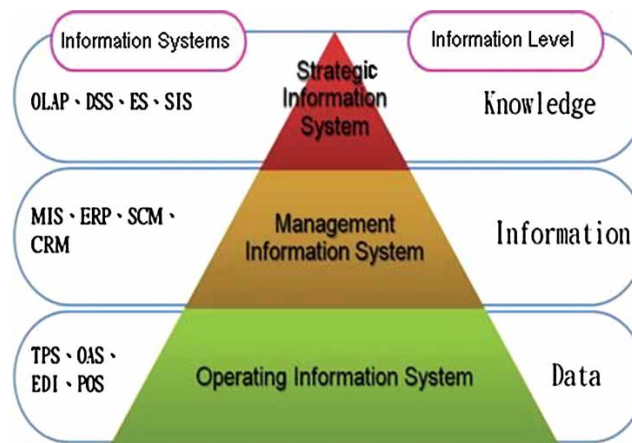 Information Systems
Information Level
OLAP、DSS、ES、SIS
Strategic
Information
System
Knowledge
MIS、ERP、SCM、
CRM
Management
Information System
Information
TPS、OAS、
EDI、POS
Operating Information System
Data